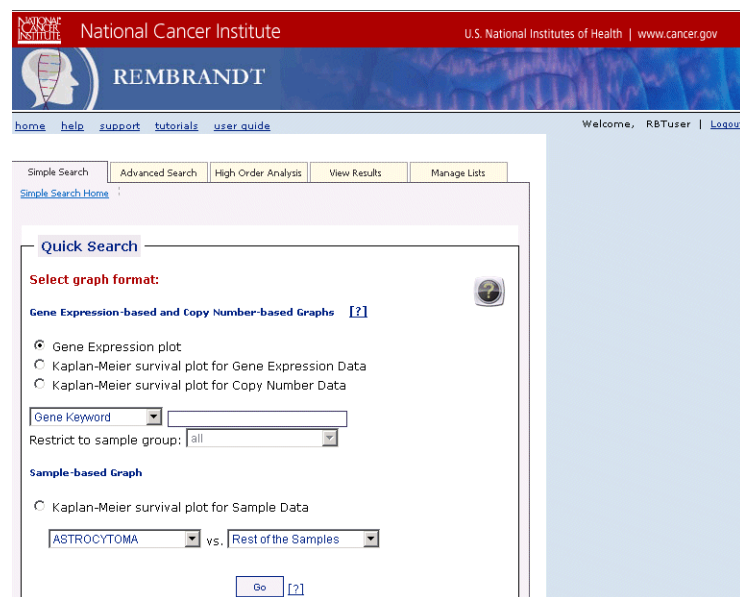 NATIONAL CANCER INSTITUTE
National Cancer Institute
U.S. National Institutes of Health | www.cancer.gov
REMBRANDT
home help support tutorials user guide
Welcome, RBTuser | Logout
Simple Search Advanced Search High Order Analysis View Results Manage Lists
Simple Search Home
Quick Search
Select graph format:
Gene Expression-based and Copy Number-based Graphs [?]
Gene Expression plot
Kaplan-Meier survival plot for Gene Expression Data
Kaplan-Meier survival plot for Copy Number Data
Gene Keyword
Restrict to sample group: all
Sample-based Graph
Kaplan-Meier survival plot for Sample Data
ASTROCYTOMA vs. Rest of the Samples
Go [?]